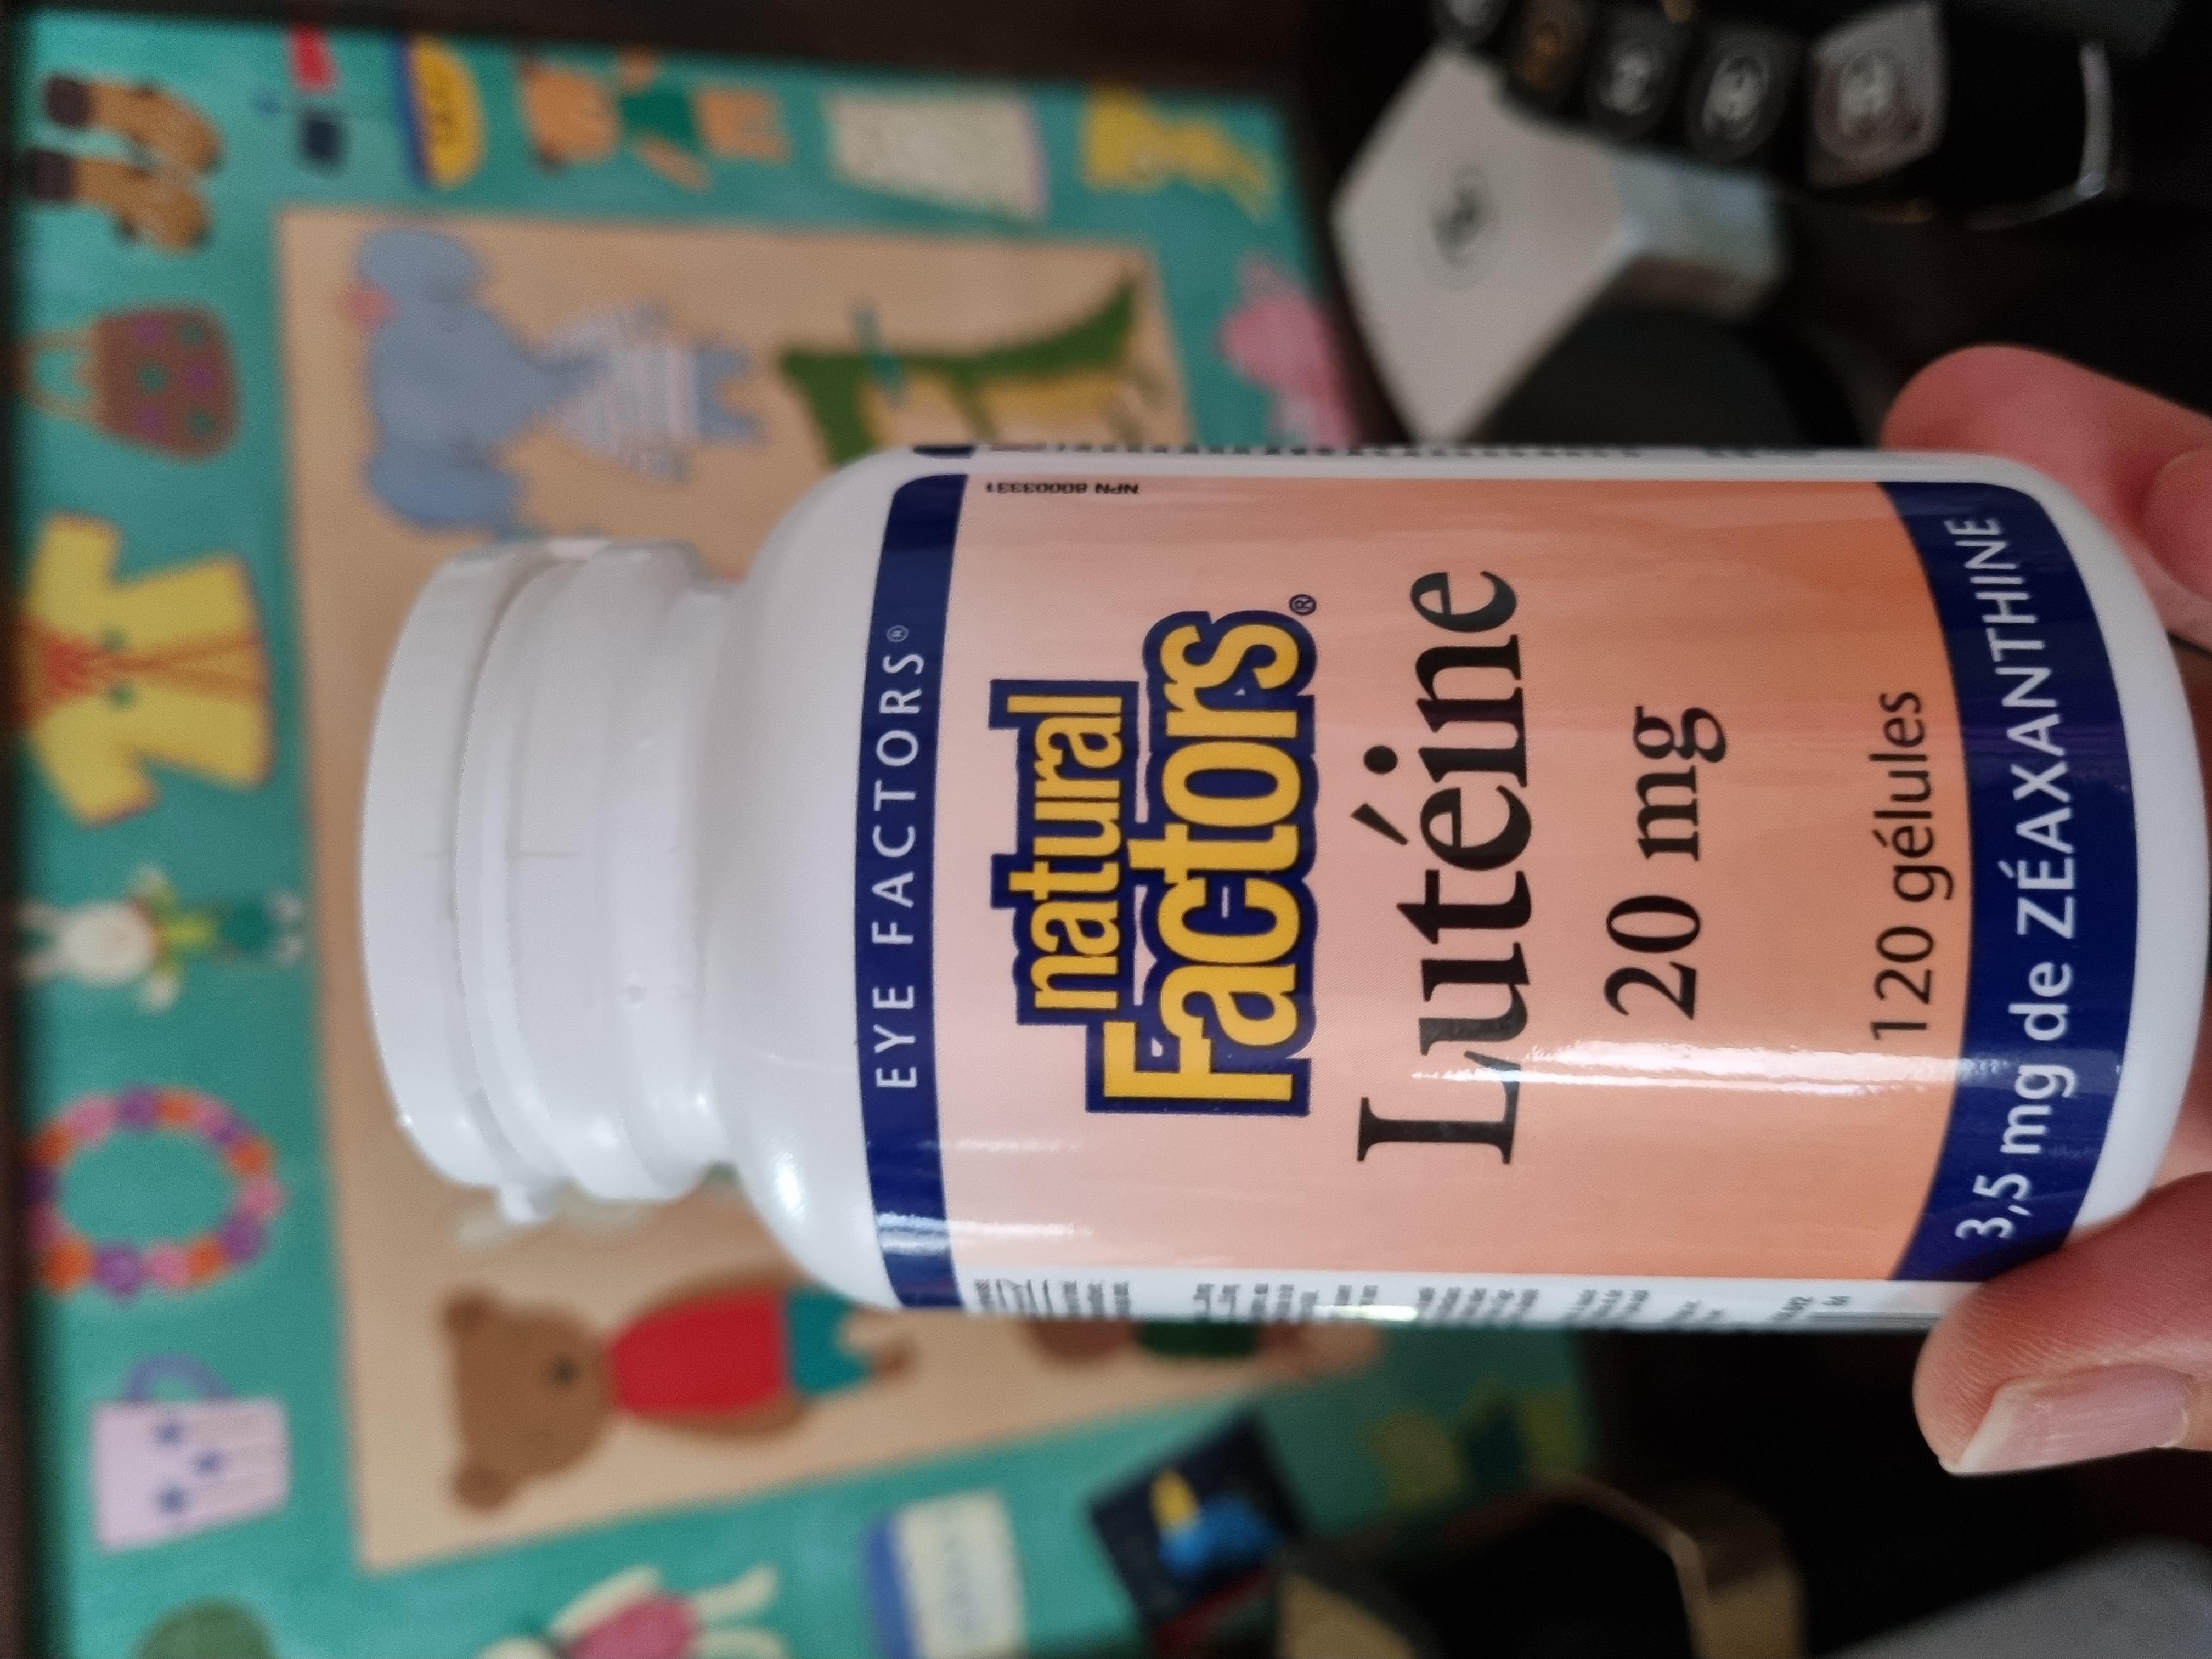 EYE FACTORS®
NPN 80003331
natural
Factors®
Lutéine
20 mg
120 gélules
3,5 mg de ZÉAXANTHINE